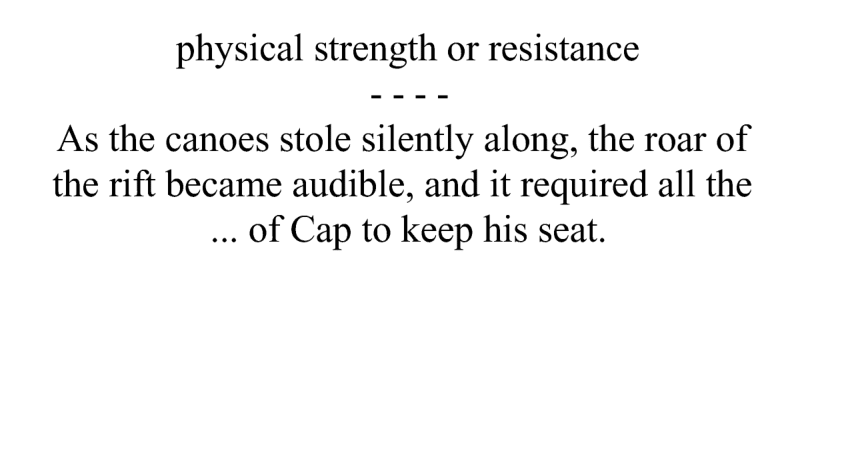 physical strength or resistance
- - - -
As the canoes stole silently along, the roar of
the rift became audible, and it required all the
... of Cap to keep his seat.